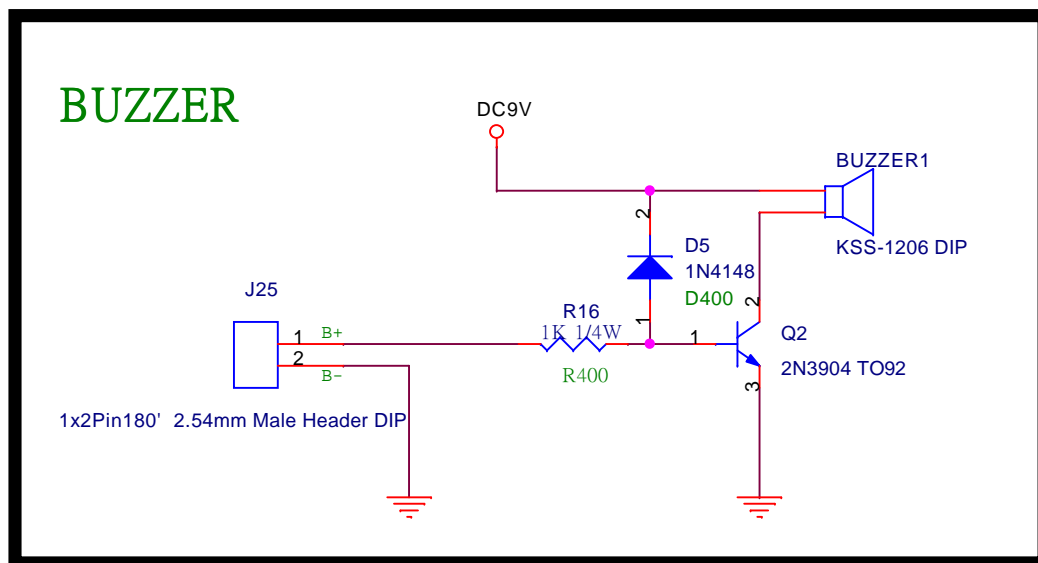 BUZZER
DC9V
BUZZER1
KSS-1206 DIP
2
D5
1N4148
D400
1
J25
1 B+
2 B-
1x2Pin180' 2.54mm Male Header DIP
R16
1K 1/4W
R400
1
2
3
Q2
2N3904 TO92